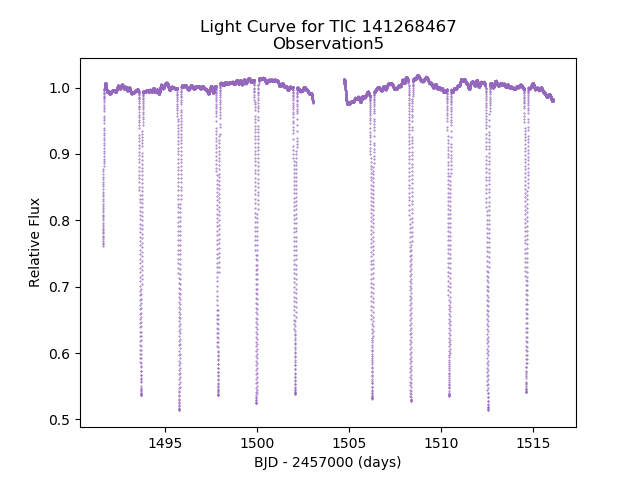 Light Curve for TIC 141268467
Observation5
1.0
0.9
0.8
0.7
0.6
0.5
Relative Flux
1495
1500
1505
1510
1515
BJD - 2457000 (days)